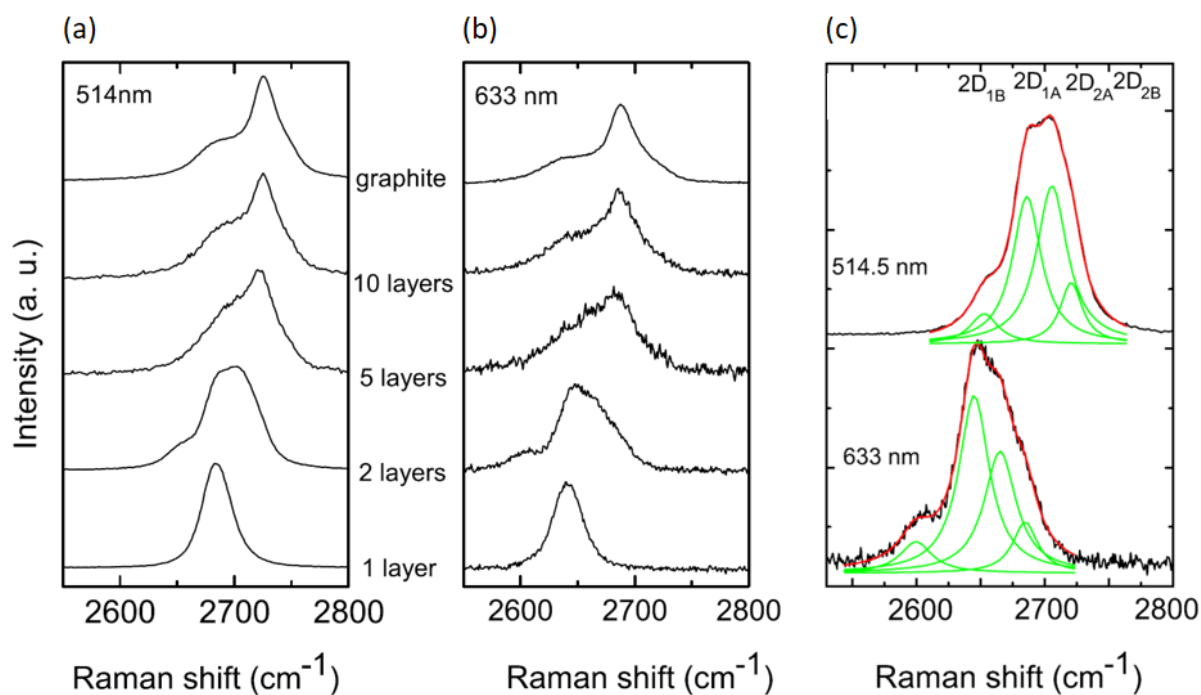 (a)
(b)
(c)
514nm
633 nm
2D1B 2D1A 2D2A 2D2B
graphite
10 layers
5 layers
2 layers
1 layer
514.5 nm
633 nm
Intensity (a. u.)
2600 2700 2800
2600 2700 2800
2600 2700 2800
Raman shift (cm-1)
Raman shift (cm-1)
Raman shift (cm-1)